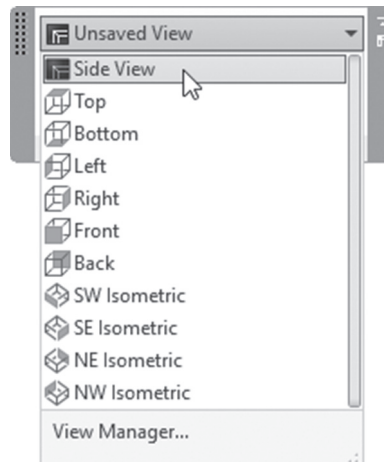 Unsaved View
Side View
Top
Bottom
Left
Right
Front
Back
SW Isometric
SE Isometric
NE Isometric
NW Isometric
View Manager...